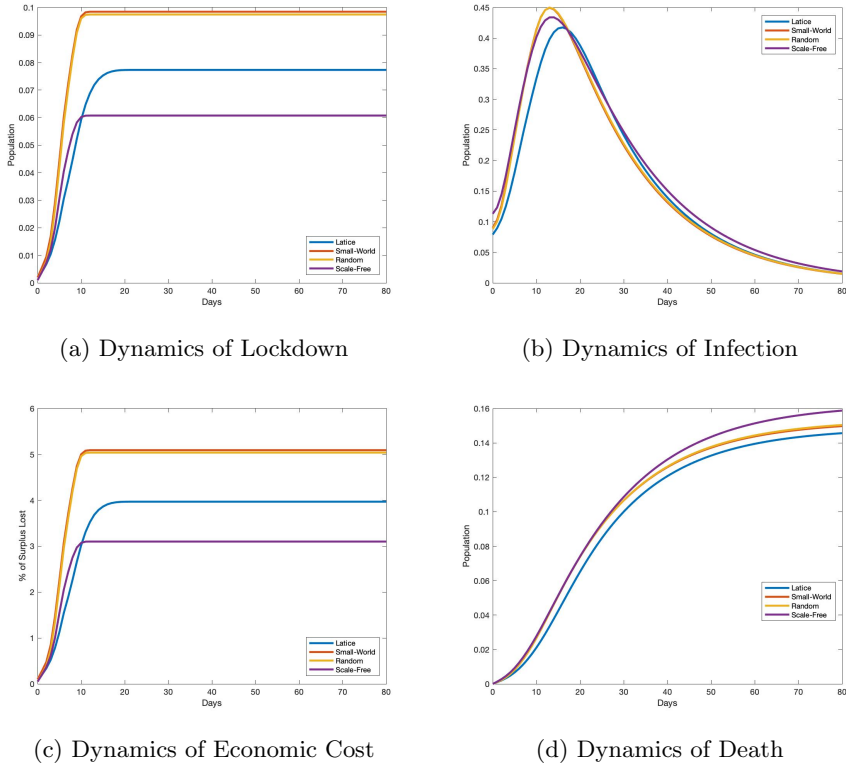 0.1
0.09
0.08
0.07
0.06
0.05
0.04
0.03
0.02
0.01
0
Population
0 10 20 30 40 50 60 70 80
Days
Latice
Small-World
Random
Scale-Free
(a) Dynamics of Lockdown
0.45
0.4
0.35
0.3
0.25
0.2
0.15
0.1
0.05
0
Population
0 10 20 30 40 50 60 70 80
Days
Latice
Small-World
Random
Scale-Free
(b) Dynamics of Infection
6
5
4
3
2
1
0
% of Surplus Lost
0 10 20 30 40 50 60 70 80
Days
Latice
Small-World
Random
Scale-Free
(c) Dynamics of Economic Cost
0.16
0.14
0.12
0.1
0.08
0.06
0.04
0.02
0
Population
0 10 20 30 40 50 60 70 80
Days
Latice
Small-World
Random
Scale-Free
(d) Dynamics of Death